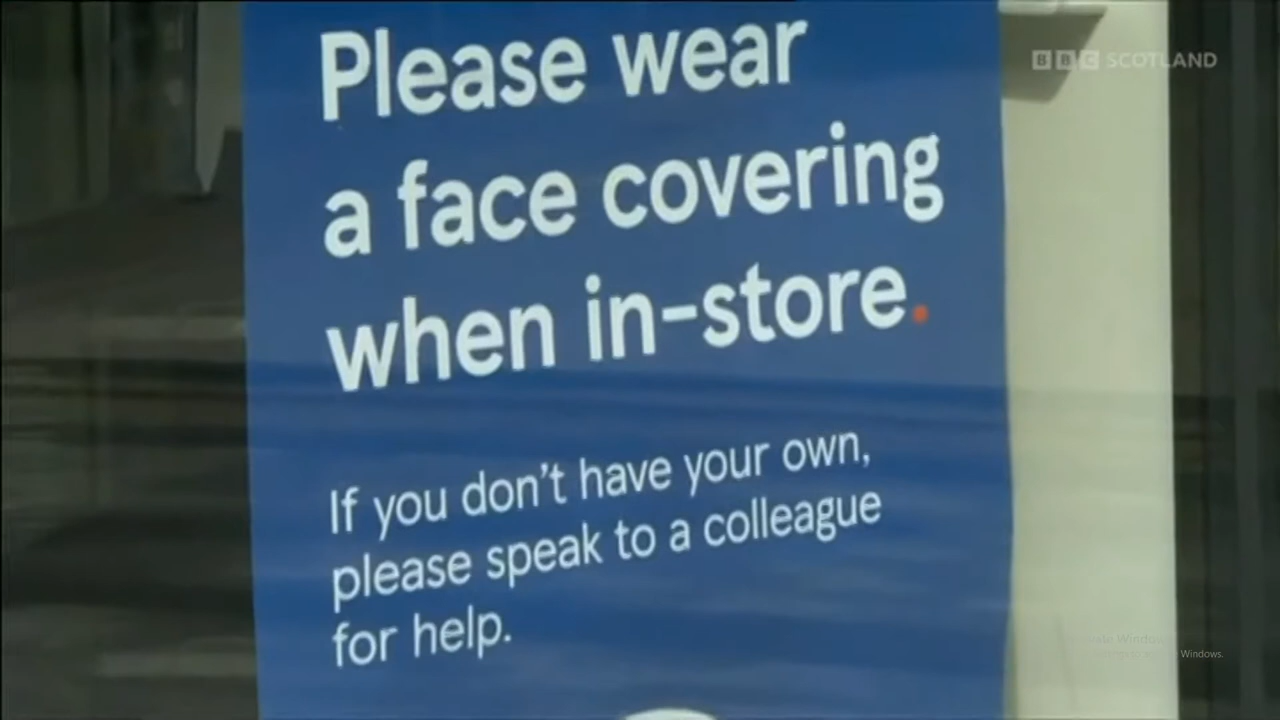 Please wear
BBC SCOTLAND
a face covering
when in-store.
If you don't have your own,
please speak to a colleague
for help.
Windows.